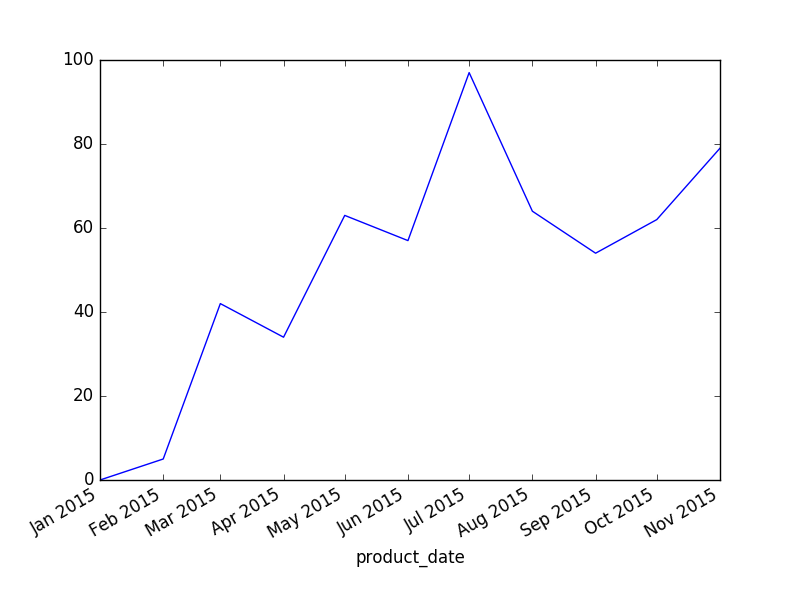 100
80
60
40
20
0
Jan 2015
Feb 2015
Mar 2015
Apr 2015
May 2015
Jun 2015
Jul 2015
Aug 2015
Sep 2015
Oct 2015
Nov 2015
product_date